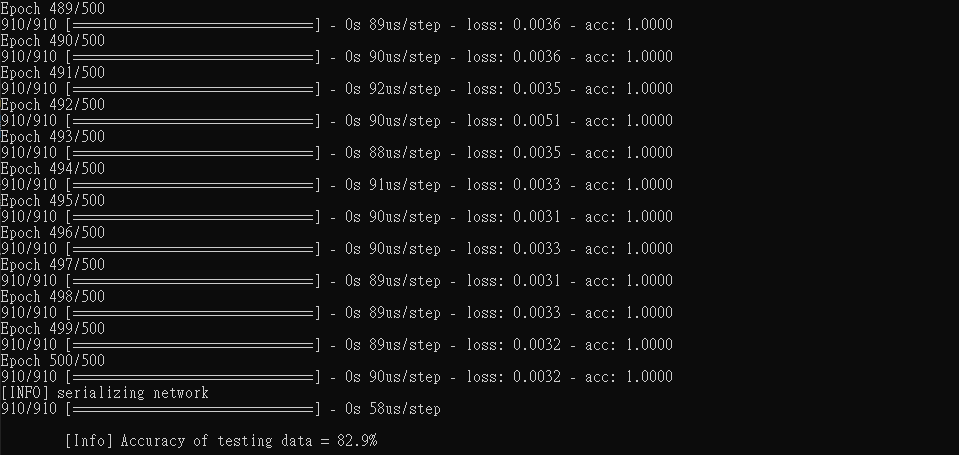 Epoch 489/500
910/910 [==============================] - 0s 89us/step - loss: 0.0036 - acc: 1.0000
Epoch 490/500
910/910 [==============================] - 0s 90us/step - loss: 0.0036 - acc: 1.0000
Epoch 491/500
910/910 [==============================] - 0s 92us/step - loss: 0.0035 - acc: 1.0000
Epoch 492/500
910/910 [==============================] - 0s 90us/step - loss: 0.0051 - acc: 1.0000
Epoch 493/500
910/910 [==============================] - 0s 88us/step - loss: 0.0035 - acc: 1.0000
Epoch 494/500
910/910 [==============================] - 0s 91us/step - loss: 0.0033 - acc: 1.0000
Epoch 495/500
910/910 [==============================] - 0s 90us/step - loss: 0.0031 - acc: 1.0000
Epoch 496/500
910/910 [==============================] - 0s 90us/step - loss: 0.0033 - acc: 1.0000
Epoch 497/500
910/910 [==============================] - 0s 89us/step - loss: 0.0031 - acc: 1.0000
Epoch 498/500
910/910 [==============================] - 0s 89us/step - loss: 0.0033 - acc: 1.0000
Epoch 499/500
910/910 [==============================] - 0s 89us/step - loss: 0.0032 - acc: 1.0000
Epoch 500/500
910/910 [==============================] - 0s 90us/step - loss: 0.0032 - acc: 1.0000
[INFO] serializing network
910/910 [==============================] - 0s 58us/step
[Info] Accuracy of testing data = 82.9%